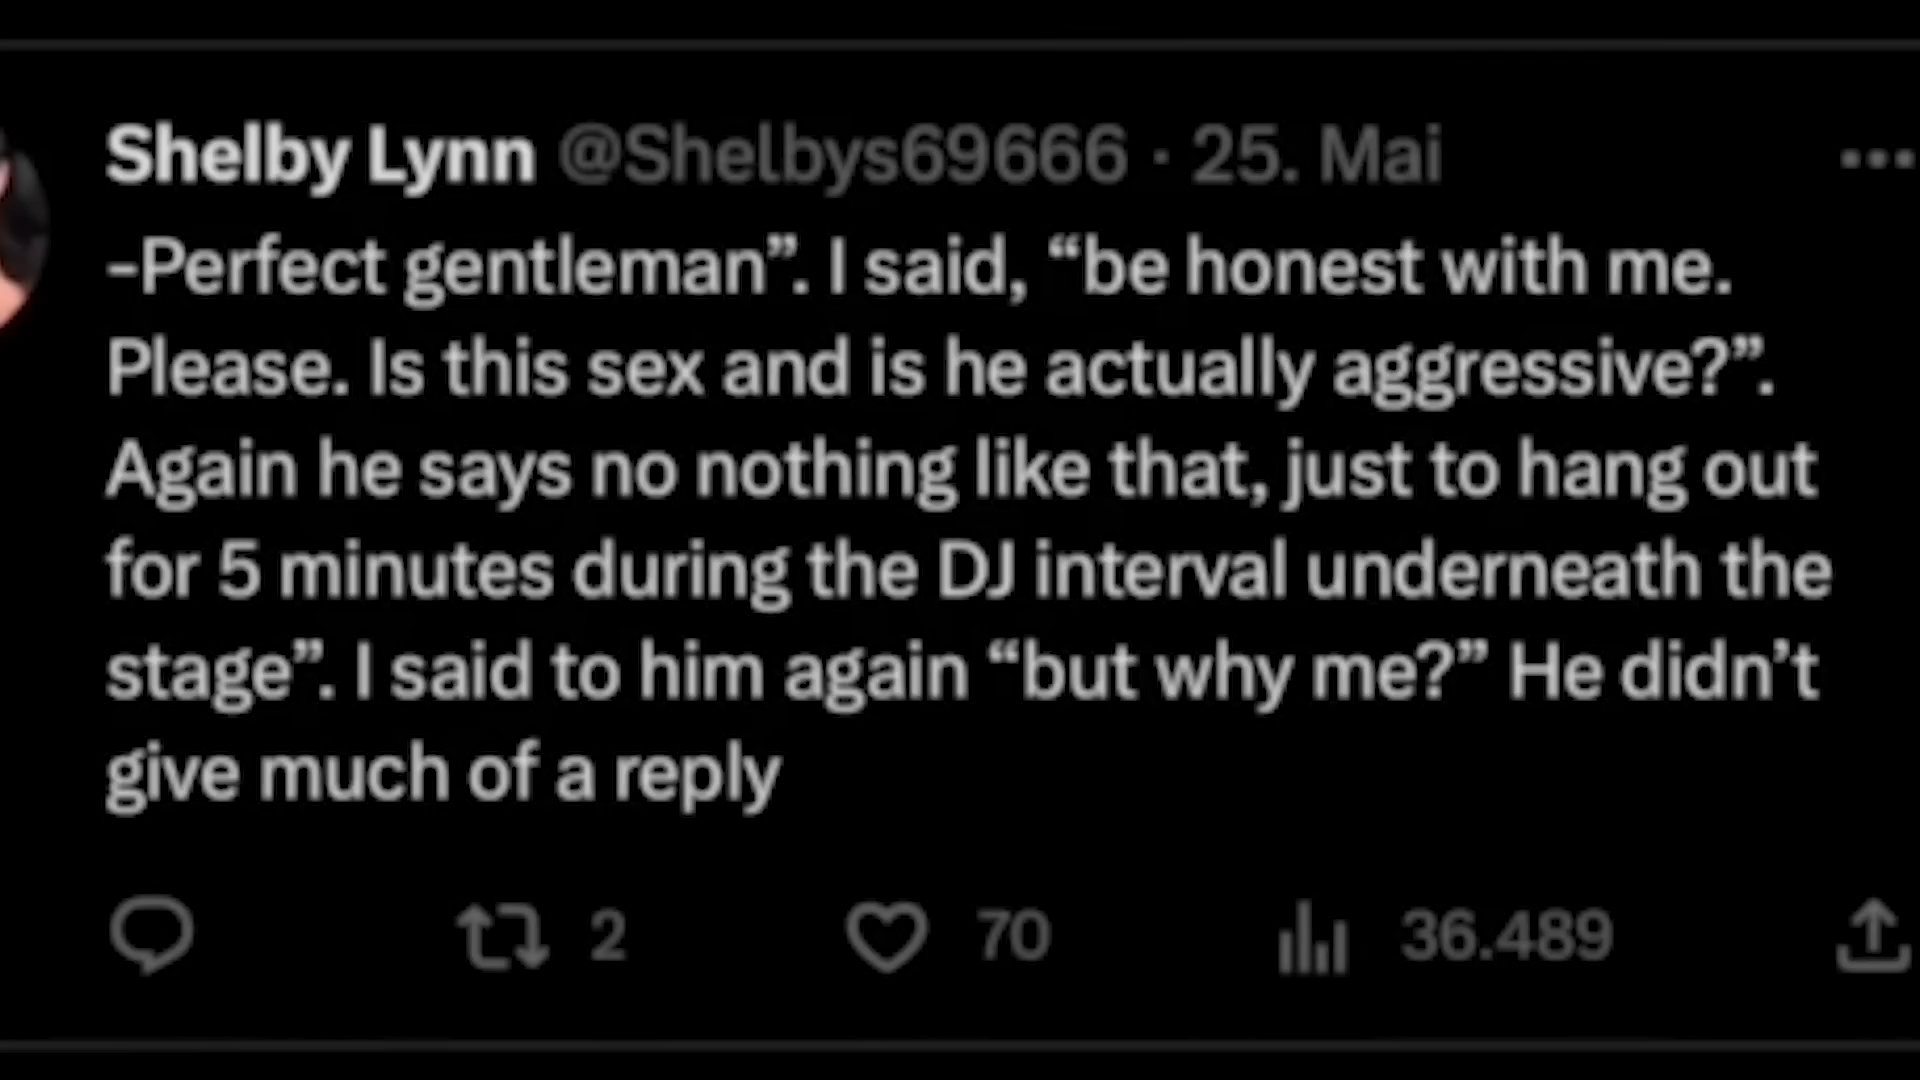 Shelby Lynn @Shelbys69666 · 25. Mai
-Perfect gentleman”. I said, “be honest with me.
Please. Is this sex and is he actually aggressive?”.
Again he says no nothing like that, just to hang out
for 5 minutes during the DJ interval underneath the
stage”. I said to him again “but why me?” He didn’t
give much of a reply
2 70 36.489